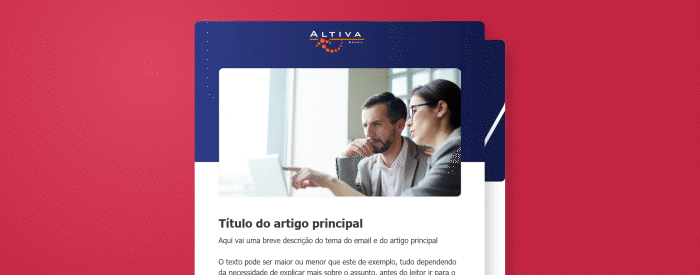 ALTIVA
BRASIL
Título do artigo principal
Aqui vai uma breve descrição do tema do email e do artigo principal
O texto pode ser maior ou menor que este de exemplo, tudo dependendo
da necessidade de explicar mais sobre o assunto, antes do leitor ir para o